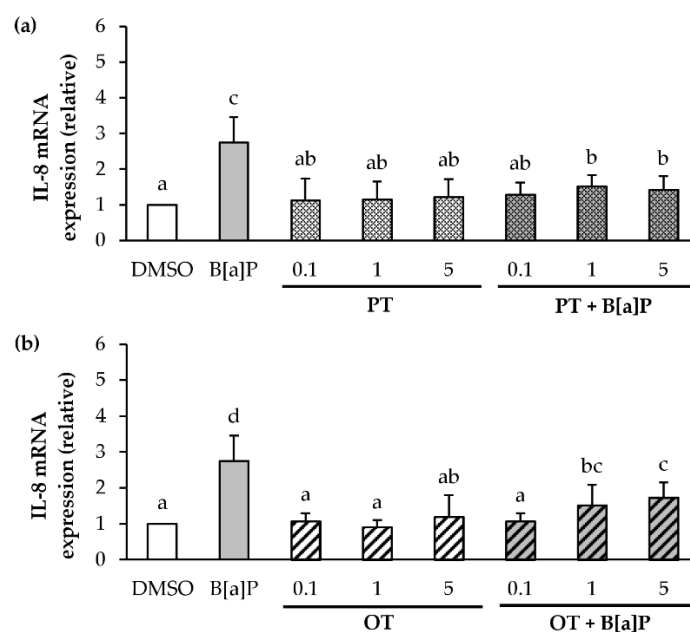 (a)
IL-8 mRNA
expression (relative)
6
5
4
3
2
1
0
a
c
ab
ab
ab
ab
b
b
DMSO B[a]P 0.1 1 5 0.1 1 5
PT PT + B[a]P
(b)
IL-8 mRNA
expression (relative)
6
5
4
3
2
1
0
a
d
a
a
ab
a
bc
c
DMSO B[a]P 0.1 1 5 0.1 1 5
OT OT + B[a]P